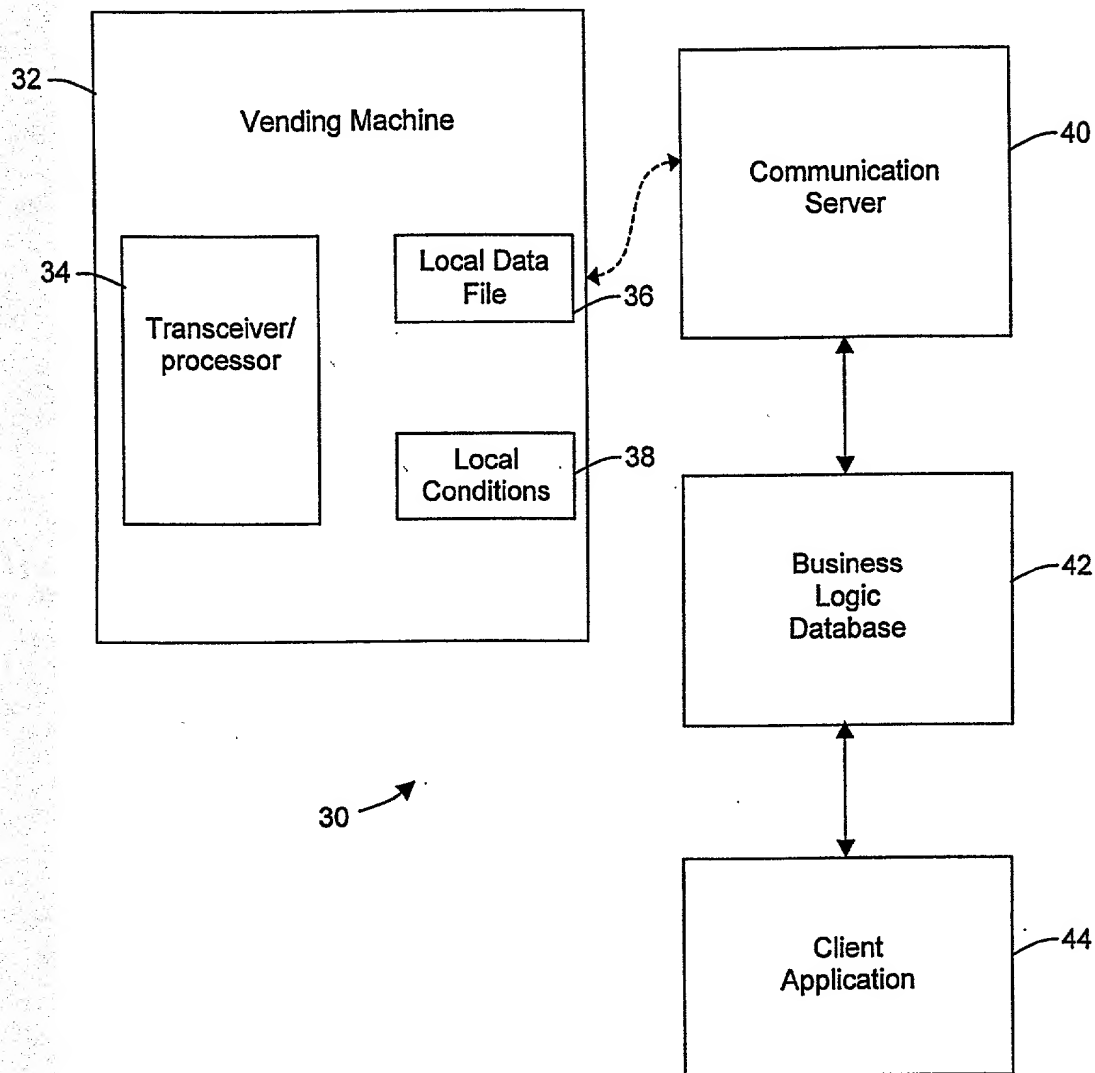 32
Vending Machine
34
Transceiver/
processor
Local Data
File
36
Local
Conditions
38
Communication
Server
40
Business
Logic
Database
42
30
Client
Application
44